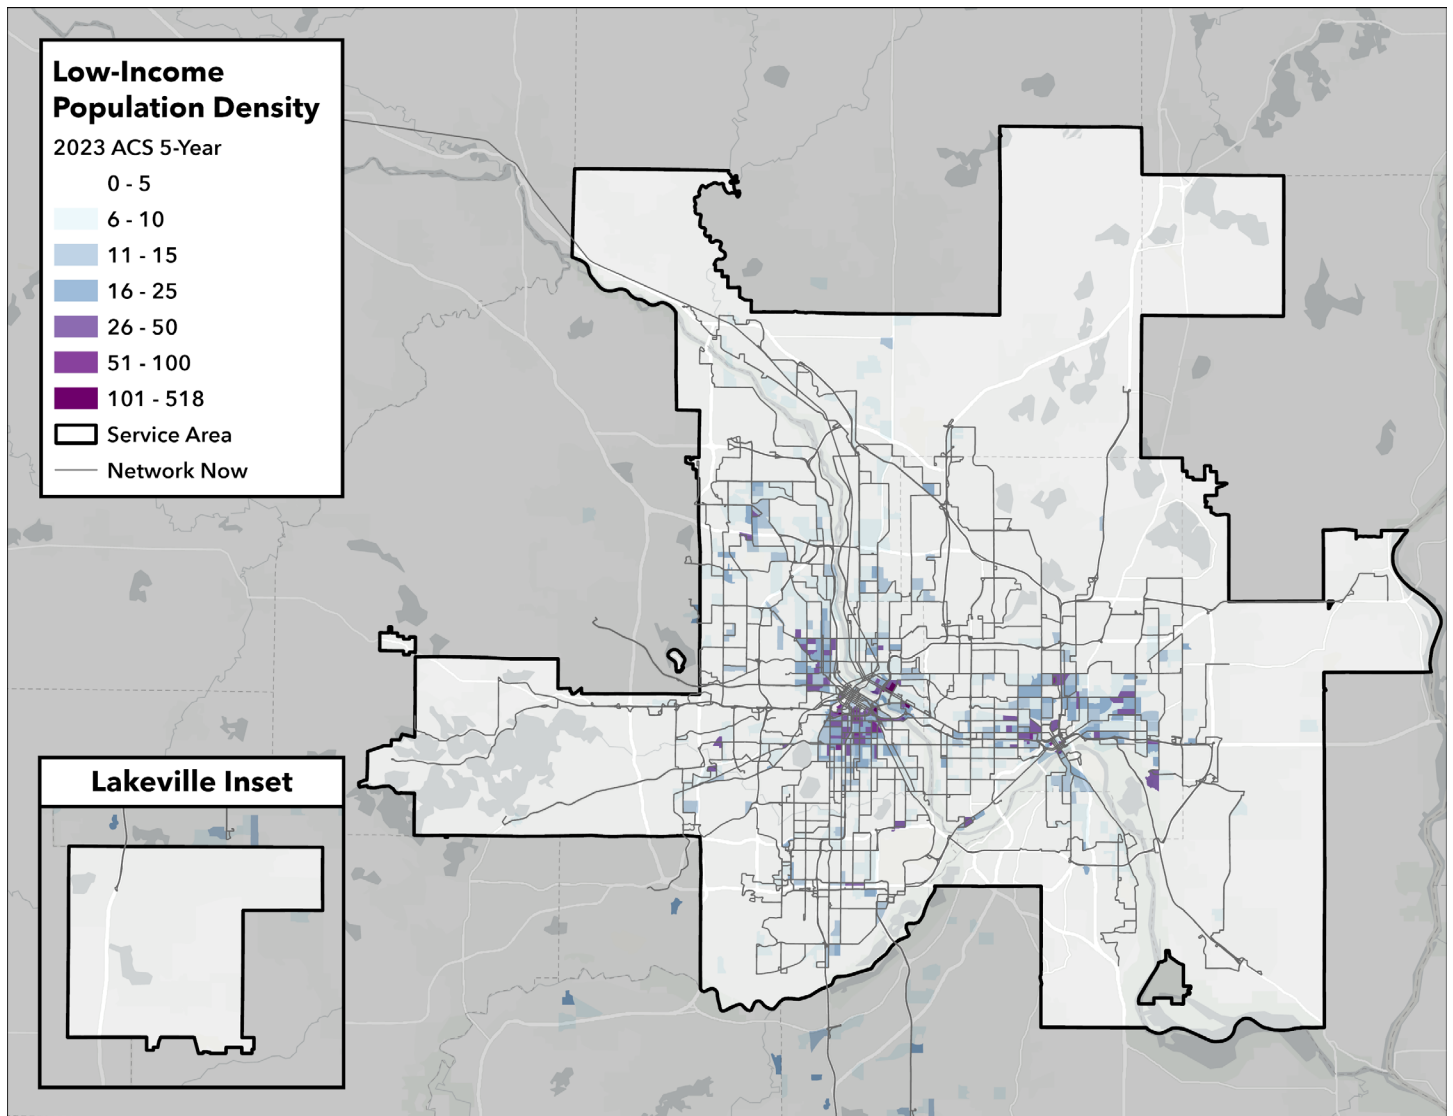 Low-Income
Population Density
2023 ACS 5-Year
0 - 5
6 - 10
11 - 15
16 - 25
26 - 50
51 - 100
101 - 518
Service Area
Network Now
Lakeville Inset